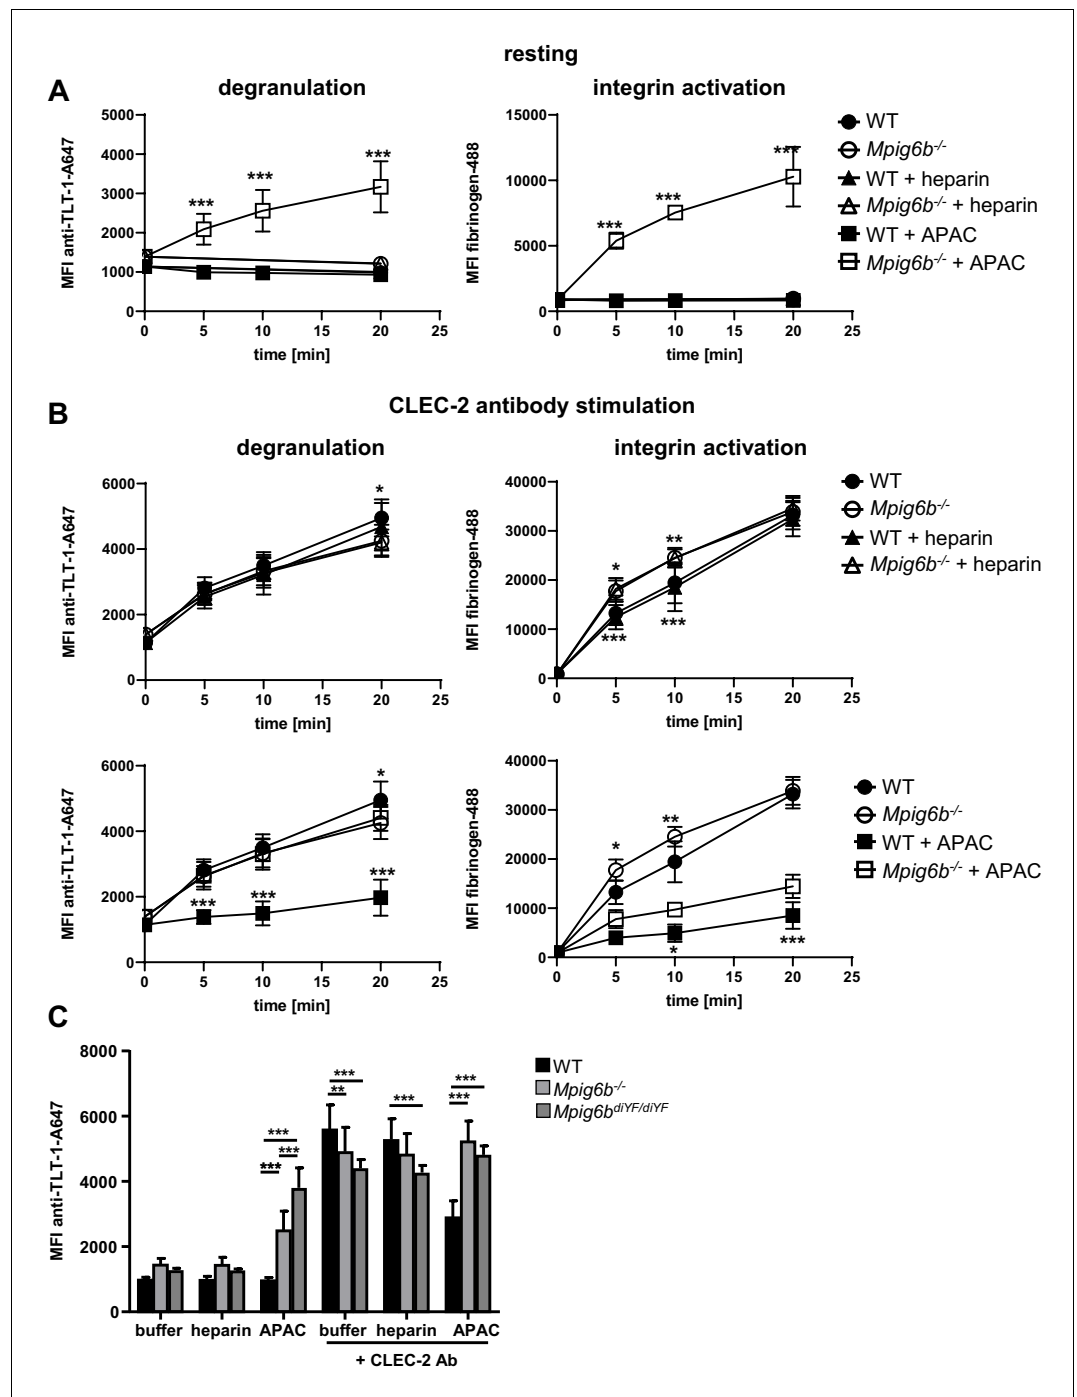 resting
A
degranulation
integrin activation
MFI anti-TLT-1-A647
5000
4000
3000
2000
1000
0
***
***
***
0 5 10 15 20 25
time [min]
MFI fibrinogen-488
15000
10000
5000
0
***
***
***
0 5 10 15 20 25
time [min]
WT
Mpig6b-/-
WT + heparin
Mpig6b-/- + heparin
WT + APAC
Mpig6b-/- + APAC
B
CLEC-2 antibody stimulation
degranulation
integrin activation
MFI anti-TLT-1-A647
6000
4000
2000
0
*
0 5 10 15 20 25
time [min]
MFI fibrinogen-488
40000
30000
20000
10000
0
*
**
***
***
0 5 10 15 20 25
time [min]
WT
Mpig6b-/-
WT + heparin
Mpig6b-/- + heparin
MFI anti-TLT-1-A647
6000
4000
2000
0
*
***
***
***
0 5 10 15 20 25
time [min]
MFI fibrinogen-488
40000
30000
20000
10000
0
*
**
*
***
0 5 10 15 20 25
time [min]
WT
Mpig6b-/-
WT + APAC
Mpig6b-/- + APAC
C
MFI anti-TLT-1-A647
8000
6000
4000
2000
0
***
***
***
***
**
***
***
***
buffer heparin APAC buffer heparin APAC
+ CLEC-2 Ab
WT
Mpig6b-/-
Mpig6bdiYF/diYF